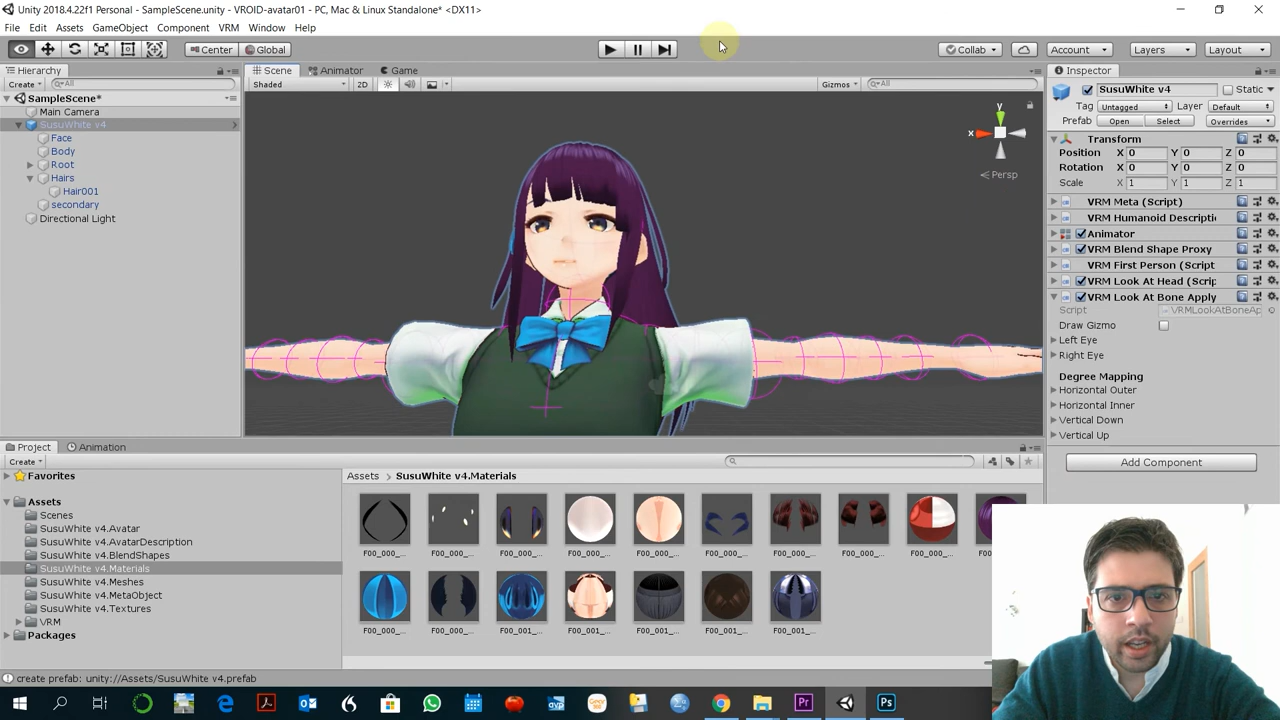 Unity 2018.4.22f1 Personal - SampleScene.unity - VROID-avatar01 - PC, Mac & Linux Standalone* <DX11>
File Edit Assets GameObject Component VRM Window Help
Center Global Collab Account Layers Layout
Hierarchy
Create All
SampleScene*
Main Camera
SusuWhite v4
Face
Body
Root
Hairs
Hair001
secondary
Directional Light
Scene Animator Game
Shaded 2D Gizmos All
y
x
Persp
Inspector
SusuWhite v4 Static
Tag Untagged Layer Default
Prefab Open Select Overrides
Transform
Position X 0 Y 0 Z 0
Rotation X 0 Y 0 Z 0
Scale X 1 Y 1 Z 1
VRM Meta (Script)
VRM Humanoid Descripti
Animator
VRM Blend Shape Proxy
VRM First Person (Script
VRM Look At Head (Scrip
VRM Look At Bone Apply
Script VRMLookAtBoneAp
Draw Gizmo
Left Eye
Right Eye
Degree Mapping
Horizontal Outer
Horizontal Inner
Vertical Down
Vertical Up
Add Component
Project Animation
Create
Favorites
Assets
Scenes
SusuWhite v4.Avatar
SusuWhite v4.AvatarDescription
SusuWhite v4.BlendShapes
SusuWhite v4.Materials
SusuWhite v4.Meshes
SusuWhite v4.MetaObject
SusuWhite v4.Textures
VRM
Packages
Assets > SusuWhite v4.Materials
F00_000_... F00_000_... F00_000_... F00_000_... F00_000_... F00_000_... F00_000_... F00_000_... F00_000_...
F00_000_... F00_000_... F00_001_... F00_001_... F00_001_... F00_001_... F00_001_...
create prefab: unity://Assets/SusuWhite v4.prefab
Pr
Ps